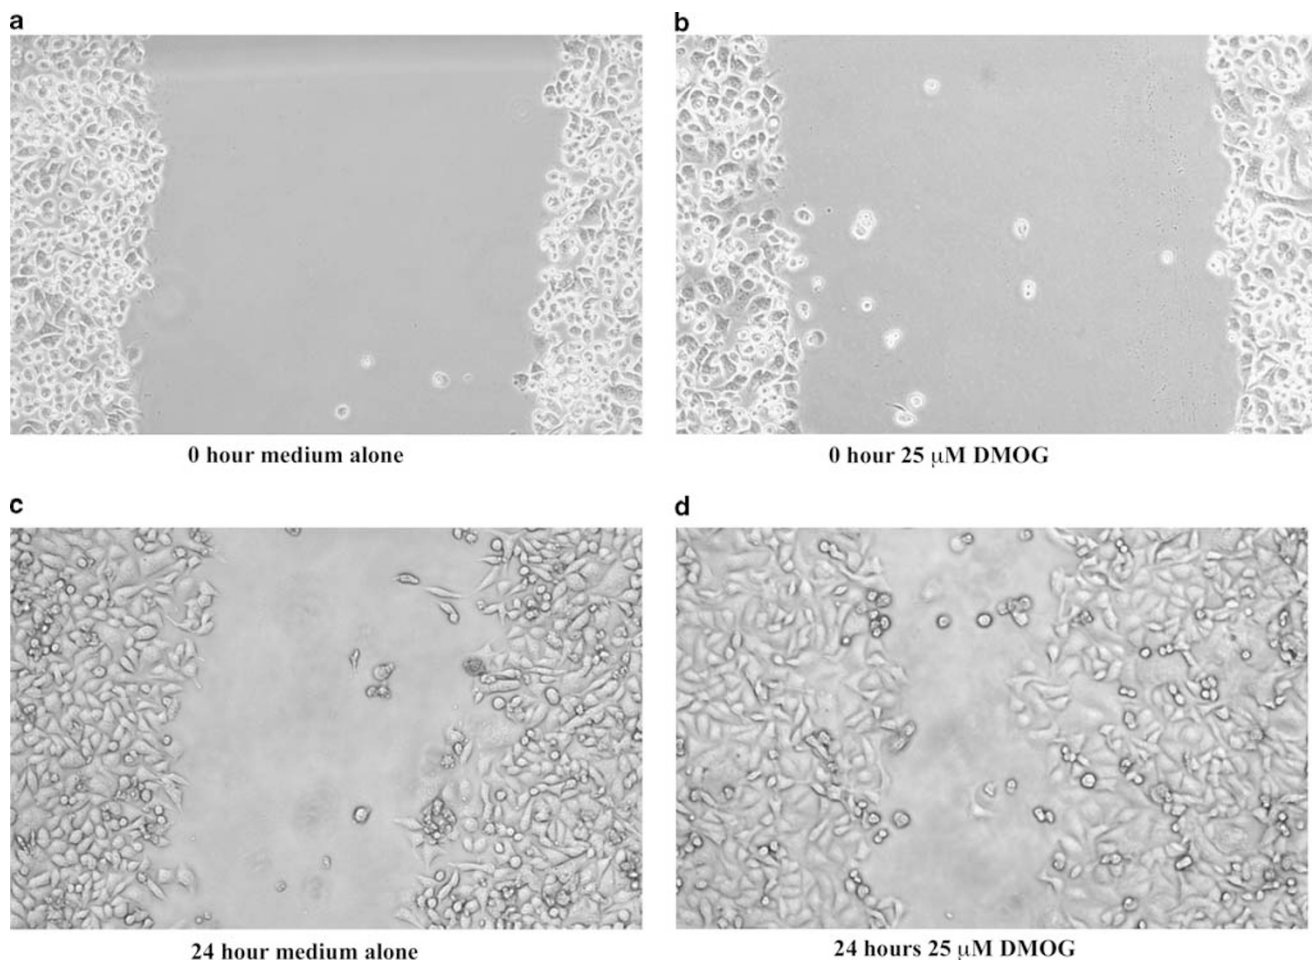 a
b
0 hour medium alone
0 hour 25 μM DMOG
c
d
24 hour medium alone
24 hours 25 μM DMOG